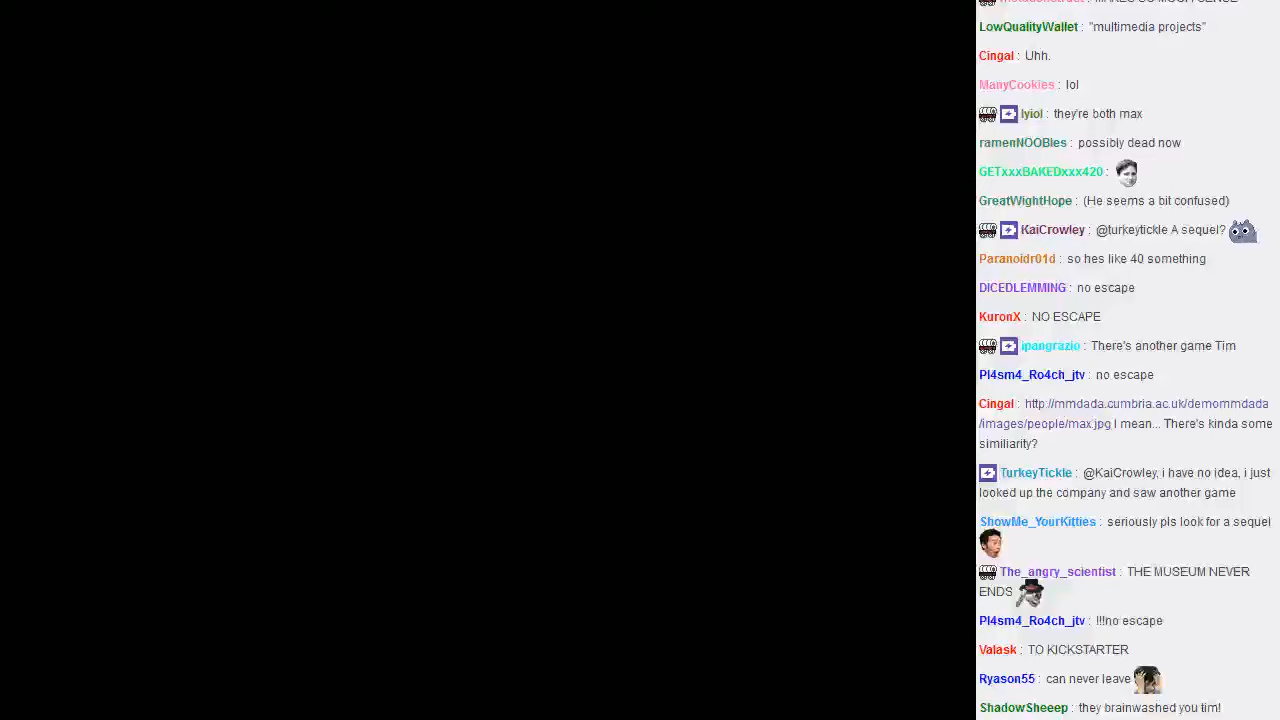 LowQualityWallet : "multimedia projects"
Cingal : Uhh.
ManyCookies : lol
lyiol : they're both max
ramenNOOBles : possibly dead now
GETxxxBAKEDxxx420 :
GreatWightHope : (He seems a bit confused)
KaiCrowley : @turkeytickle A sequel?
Paranoidr01d : so hes like 40 something
DICEDLEMMING : no escape
KuronX : NO ESCAPE
ipangrazio : There's another game Tim
Pl4sm4_Ro4ch_jtv : no escape
Cingal : http://mmdada.cumbria.ac.uk/demommdada
/images/people/max.jpg I mean... There's kinda some
similiarity?
TurkeyTickle : @KaiCrowley, i have no idea, i just
looked up the company and saw another game
ShowMe_YourKitties : seriously pls look for a sequel
The_angry_scientist : THE MUSEUM NEVER
ENDS
Pl4sm4_Ro4ch_jtv : !!!no escape
Valask : TO KICKSTARTER
Ryason55 : can never leave
ShadowSheeep : they brainwashed you tim!